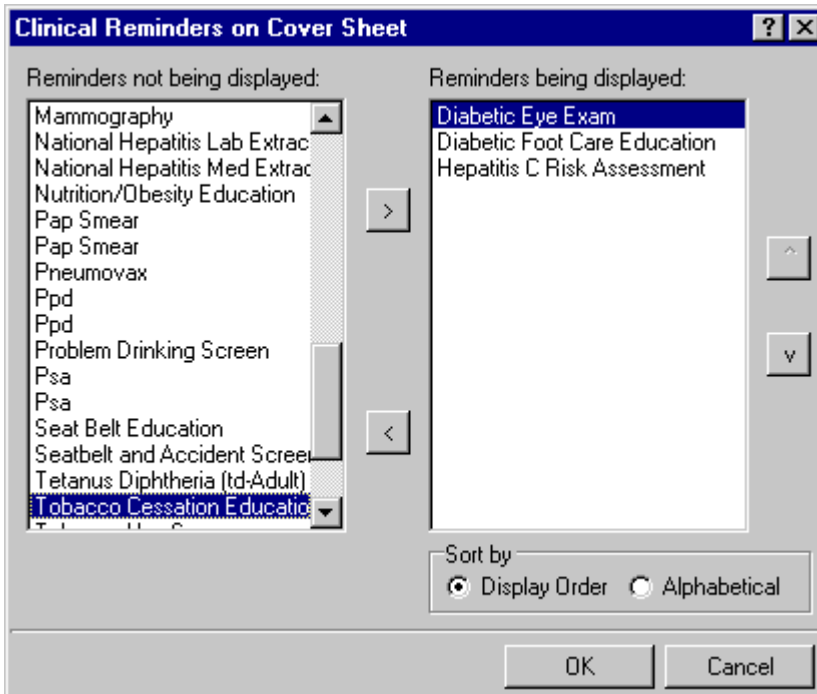 Clinical Reminders on Cover Sheet
?
Reminders not being displayed:
Mammography
National Hepatitis Lab Extrac
National Hepatitis Med Extrac
Nutrition/Obesity Education
Pap Smear
Pap Smear
Pneumovax
Ppd
Ppd
Problem Drinking Screen
Psa
Psa
Seat Belt Education
Seatbelt and Accident Screer
Tetanus Diphtheria (td-Adult)
Tobacco Cessation Educatio
>
<
Reminders being displayed:
Diabetic Eye Exam
Diabetic Foot Care Education
Hepatitis C Risk Assessment
^
v
Sort by
Display Order Alphabetical
OK Cancel